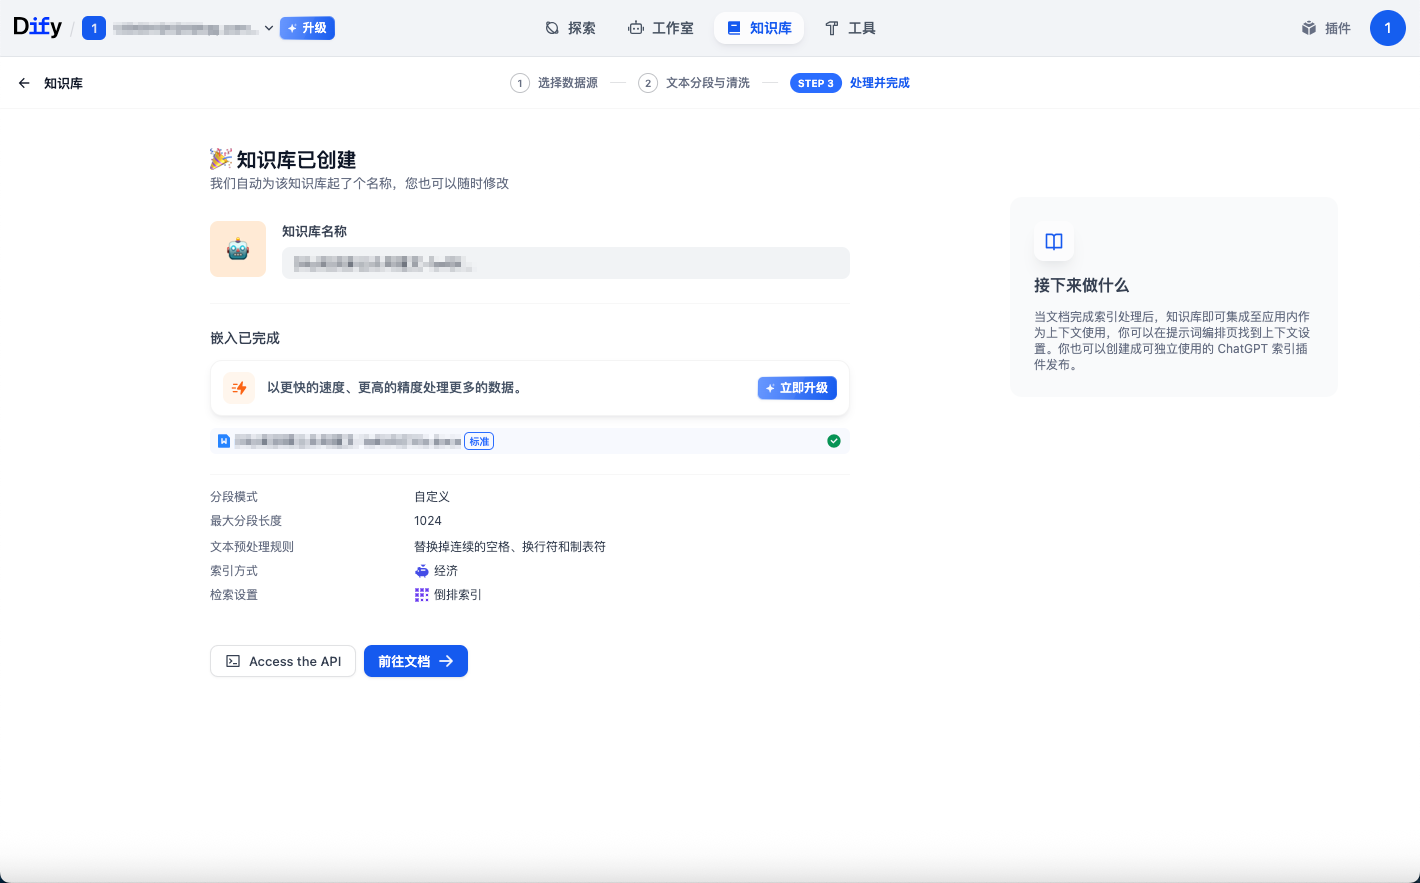 Dify
1
升级
探索
工作室
知识库
工具
插件
1
知识库
1 选择数据源
2 文本分段与清洗
STEP 3 处理并完成
知识库已创建
我们自动为该知识库起了个名称，您也可以随时修改
知识库名称
嵌入已完成
以更快的速度、更高的精度处理更多的数据。
立即升级
标准
分段模式 自定义
最大分段长度 1024
文本预处理规则 替换掉连续的空格、换行符和制表符
索引方式 经济
检索设置 倒排索引
Access the API
前往文档
接下来做什么
当文档完成索引处理后，知识库即可集成至应用内作
为上下文使用，你可以在提示词编排页找到上下文设
置。你也可以创建成可独立使用的 ChatGPT 索引插
件发布。